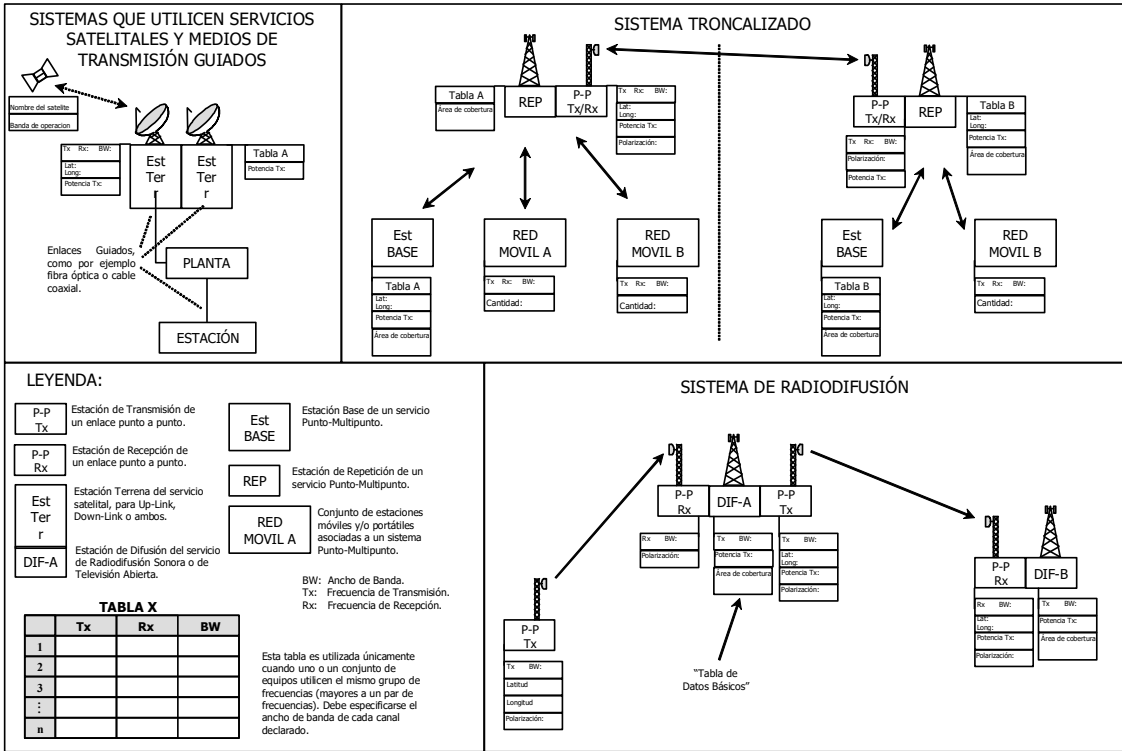 SISTEMAS QUE UTILICEN SERVICIOS
SATELITALES Y MEDIOS DE
TRANSMISIÓN GUIADOS
Nombre del satelite
Banda de operacion
Tx Rx: BW:
Lat:
Long:
Potencia Tx:
Est
Ter
r
Est
Ter
r
Tabla A
Potencia Tx:
Enlaces Guiados,
como por ejemplo
fibra óptica o cable
coaxial.
PLANTA
ESTACIÓN
SISTEMA TRONCALIZADO
Tabla A
Área de cobertura
REP
P-P
Tx/Rx
Tx Rx: BW:
Lat:
Long:
Potencia Tx:
Polarización:
P-P
Tx/Rx
REP
Tabla B
Lat:
Long:
Potencia Tx:
Área de cobertura
Tx Rx: BW:
Polarización:
Potencia Tx:
Est
BASE
Tabla A
Lat:
Long:
Potencia Tx:
Área de cobertura
RED
MOVIL A
Tx Rx: BW:
Cantidad:
RED
MOVIL B
Tx Rx: BW:
Cantidad:
Est
BASE
Tabla B
Lat:
Long:
Potencia Tx:
Área de cobertura
RED
MOVIL B
Tx Rx: BW:
Cantidad:
LEYENDA:
P-P
Tx
Estación de Transmisión de
un enlace punto a punto.
P-P
Rx
Estación de Recepción de
un enlace punto a punto.
Est
Ter
r
Estación Terrena del servicio
satelital, para Up-Link,
Down-Link o ambos.
DIF-A
Estación de Difusión del servicio
de Radiodifusión Sonora o de
Televisión Abierta.
Est
BASE
Estación Base de un servicio
Punto-Multipunto.
REP
Estación de Repetición de un
servicio Punto-Multipunto.
RED
MOVIL A
Conjunto de estaciones
móviles y/o portátiles
asociadas a un sistema
Punto-Multipunto.
BW: Ancho de Banda.
Tx: Frecuencia de Transmisión.
Rx: Frecuencia de Recepción.
TABLA X
Tx Rx BW
1
2
3
⋮
n
Esta tabla es utilizada únicamente
cuando uno o un conjunto de
equipos utilicen el mismo grupo de
frecuencias (mayores a un par de
frecuencias). Debe especificarse el
ancho de banda de cada canal
declarado.
SISTEMA DE RADIODIFUSIÓN
P-P
Rx
DIF-A
P-P
Tx
Rx BW:
Polarización:
Tx BW:
Potencia Tx:
Área de cobertura
Tx BW:
Lat:
Long:
Potencia Tx:
Polarización:
P-P
Rx
DIF-B
Rx BW:
Lat:
Long:
Potencia Tx:
Polarización:
Tx BW:
Potencia Tx:
Área de cobertura
P-P
Tx
Tx BW:
Latitud
Longitud
Polarización:
"Tabla de
Datos Básicos"